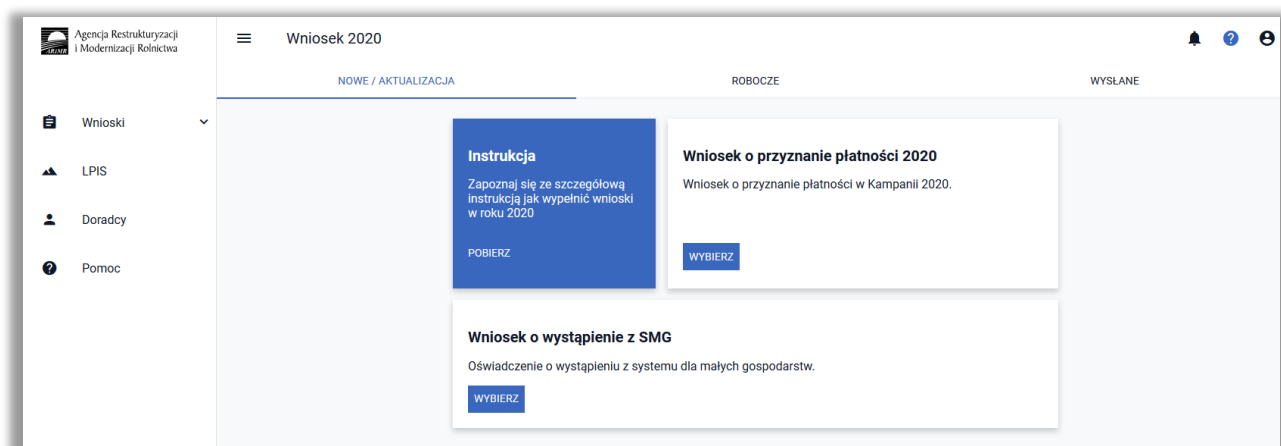 Agencja Restrukturyzacji
i Modernizacji Rolnictwa
ARiMR
Wniosek 2020
NOWE / AKTUALIZACJA
ROBOCZE
WYSŁANE
Wnioski
LPIS
Doradcy
Pomoc
Instrukcja
Zapoznaj się ze szczegółową
instrukcją jak wypełnić wnioski
w roku 2020
POBIERZ
Wniosek o przyznanie płatności 2020
Wniosek o przyznanie płatności w Kampanii 2020.
WYBIERZ
Wniosek o wystąpienie z SMG
Oświadczenie o wystąpieniu z systemu dla małych gospodarstw.
WYBIERZ